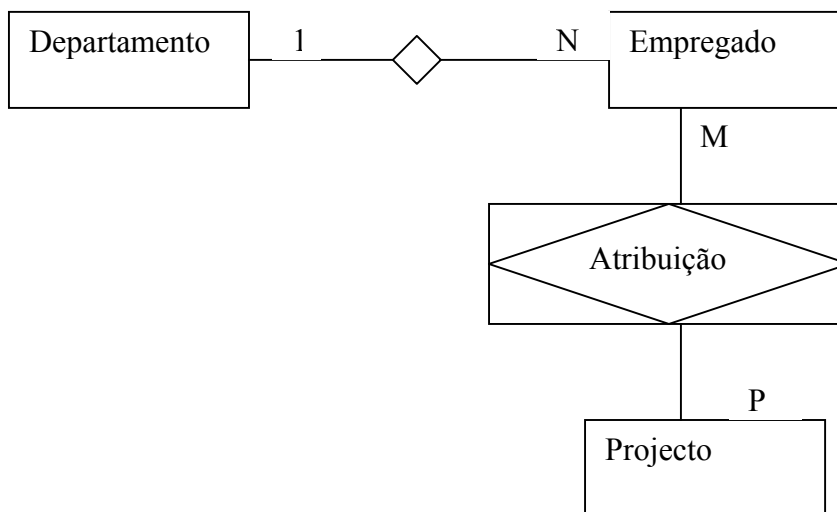 Departamento
1
N
Empregado
M
Atribuição
P
Projecto